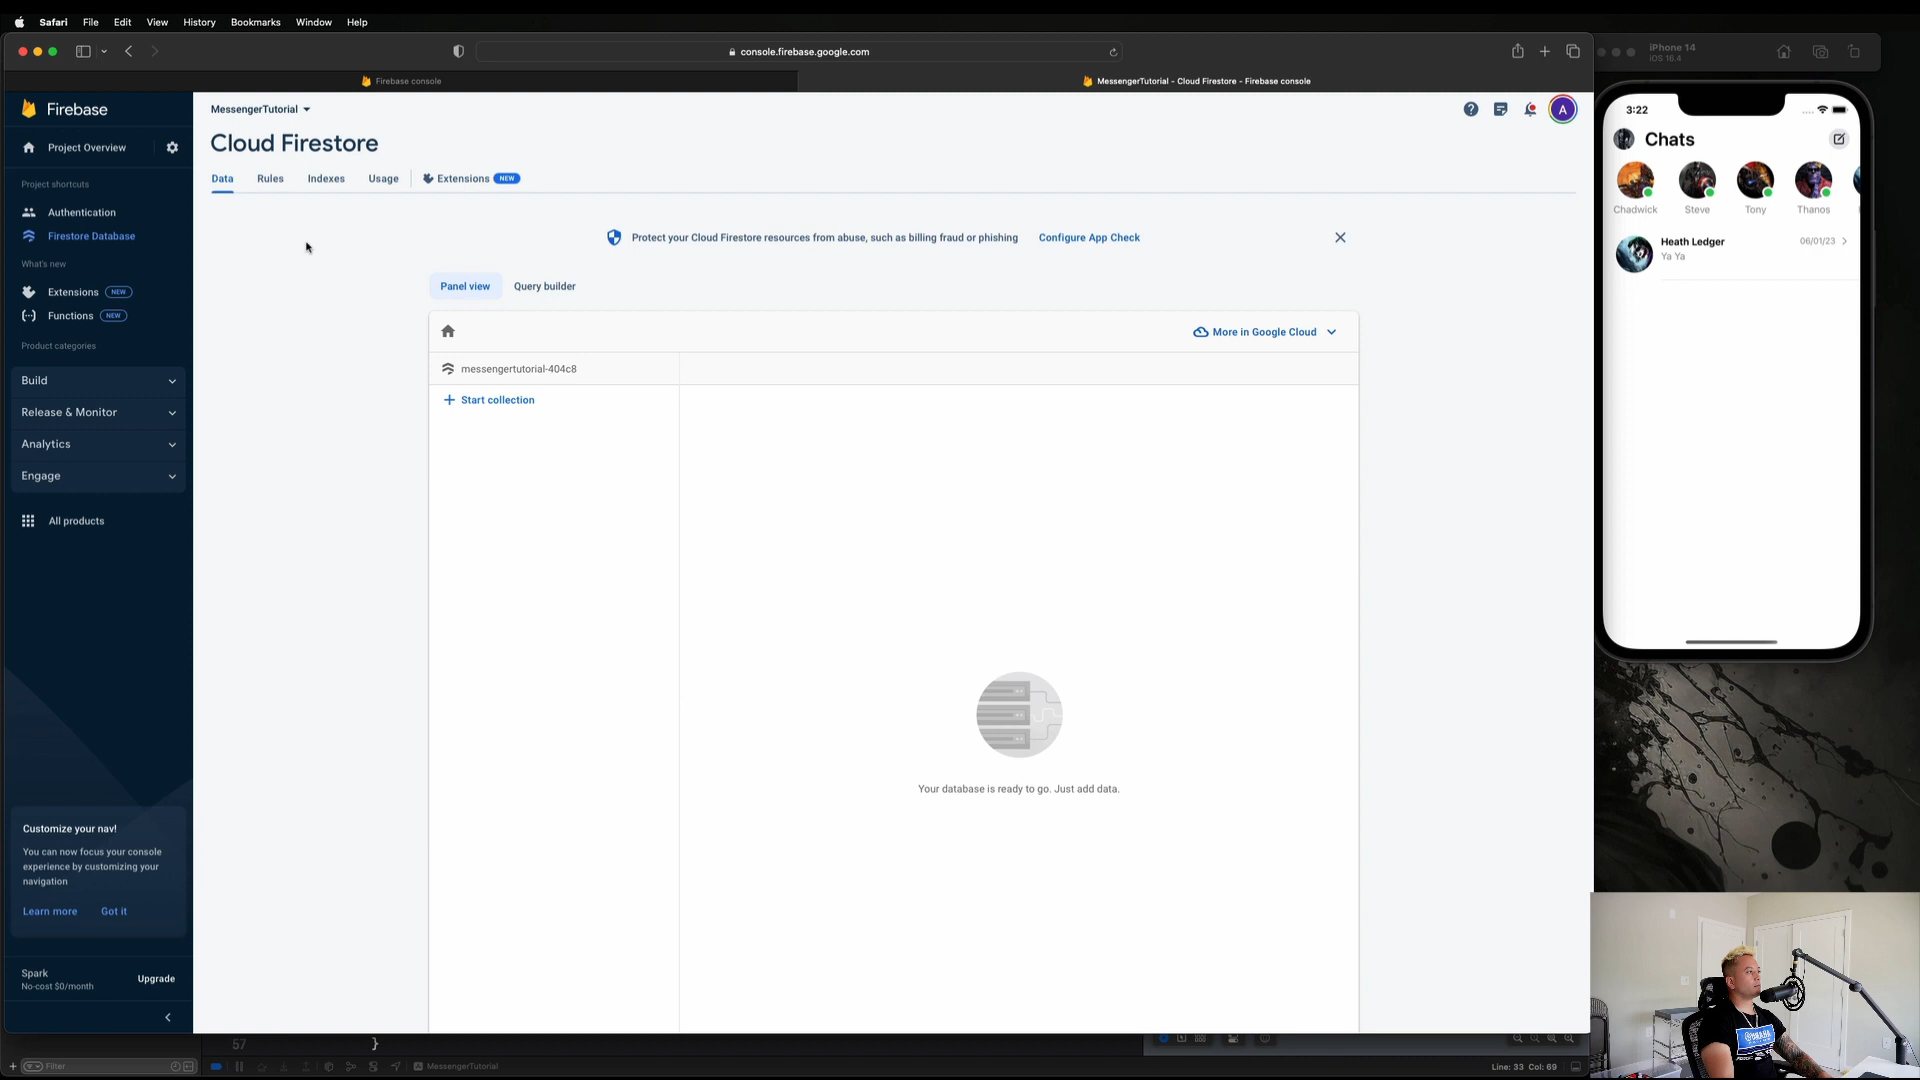 Safari File Edit View History Bookmarks Window Help
console.firebase.google.com
Firebase console
MessengerTutorial - Cloud Firestore - Firebase console
Firebase
Project Overview
Project shortcuts
Authentication
Firestore Database
What's new
Extensions NEW
Functions NEW
Product categories
Build
Release & Monitor
Analytics
Engage
All products
Customize your nav!
You can now focus your console
experience by customizing your
navigation
Learn more Got it
Spark
No-cost $0/month
Upgrade
MessengerTutorial
A
Cloud Firestore
Data Rules Indexes Usage Extensions NEW
Protect your Cloud Firestore resources from abuse, such as billing fraud or phishing Configure App Check
Panel view Query builder
More in Google Cloud
messengertutorial-404c8
+ Start collection
Your database is ready to go. Just add data.
57 }
Filter
MessengerTutorial
Line: 33 Col: 69
iPhone 14
iOS 16.4
3:22
Chats
Chadwick Steve Tony Thanos
Heath Ledger 06/01/23
Ya Ya